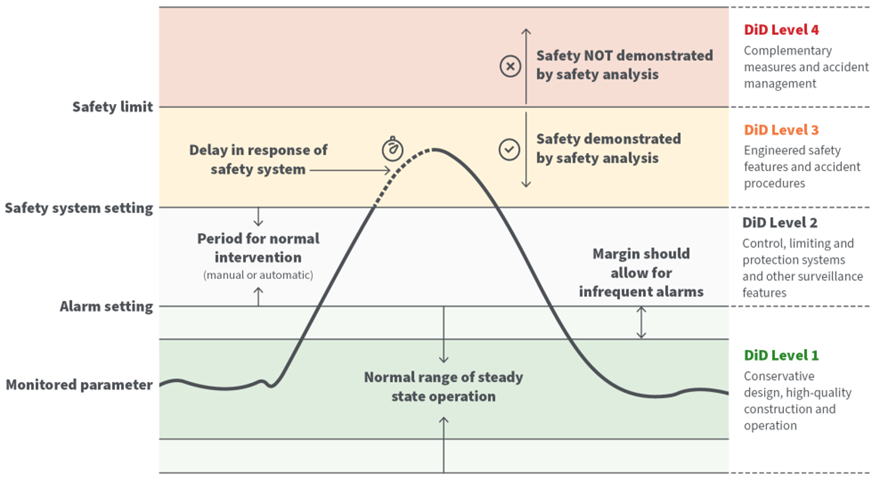 DiD Level 4
Complementary
measures and accident
management
Safety NOT demonstrated
by safety analysis
Safety limit
DiD Level 3
Engineered safety
features and accident
procedures
Safety demonstrated
by safety analysis
Delay in response of
safety system
Safety system setting
DiD Level 2
Control, limiting and
protection systems
and other surveillance
features
Period for normal
intervention
(manual or automatic)
Margin should
allow for
infrequent alarms
Alarm setting
DiD Level 1
Conservative
design, high-quality
construction and
operation
Normal range of steady
state operation
Monitored parameter